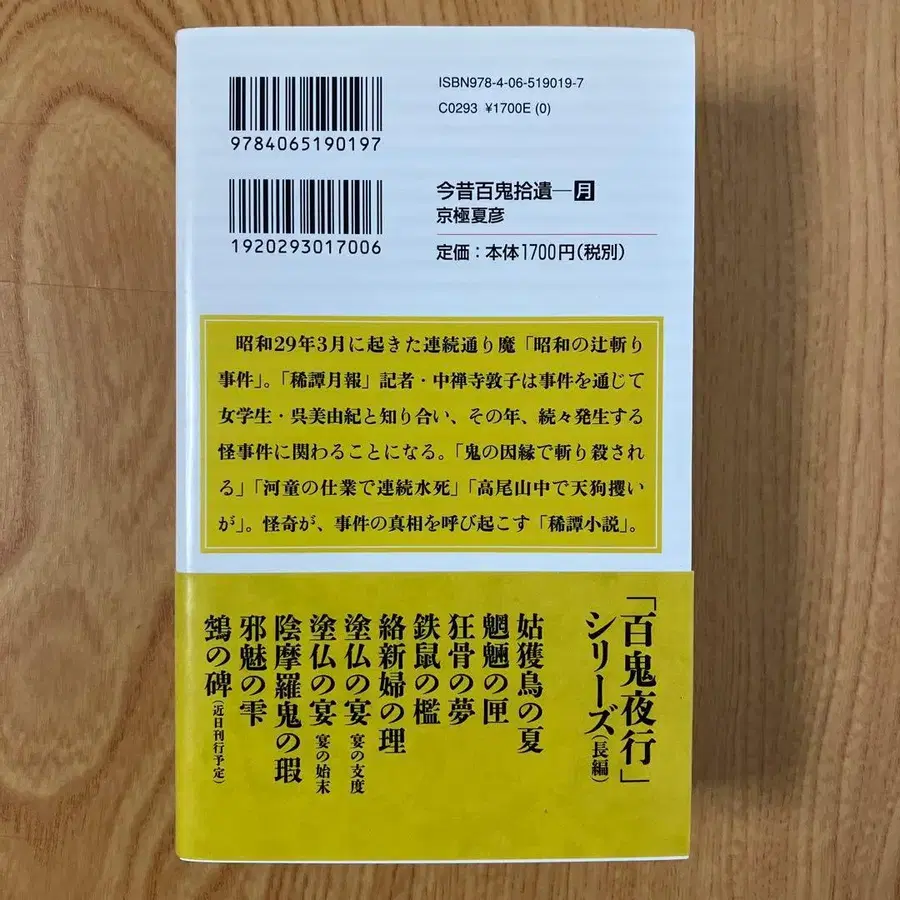 ISBN978-4-06-519019-7
C0293 ¥1700E (0)
9784065190197
今昔百鬼拾遺―月
京極夏彦
1920293017006
定価：本体1700円（税別）
昭和29年3月に起きた連続通り魔「昭和の辻斬り
事件」。「稀譚月報」記者・中禅寺敦子は事件を通じて
女学生・呉美由紀と知り合い、その年、続々発生する
怪事件に関わることになる。「鬼の因縁で斬り殺され
る」「河童の仕業で連続水死」「高尾山中で天狗攫い
が」。怪奇が、事件の真相を呼び起こす「稀譚小説」。
「百鬼夜行」
シリーズ（長編）
姑獲鳥の夏
魍魎の匣
狂骨の夢
鉄鼠の檻
絡新婦の理
塗仏の宴 宴の支度
塗仏の宴 宴の始末
陰摩羅鬼の瑕
邪魅の雫
鵼の碑（近日刊行予定）